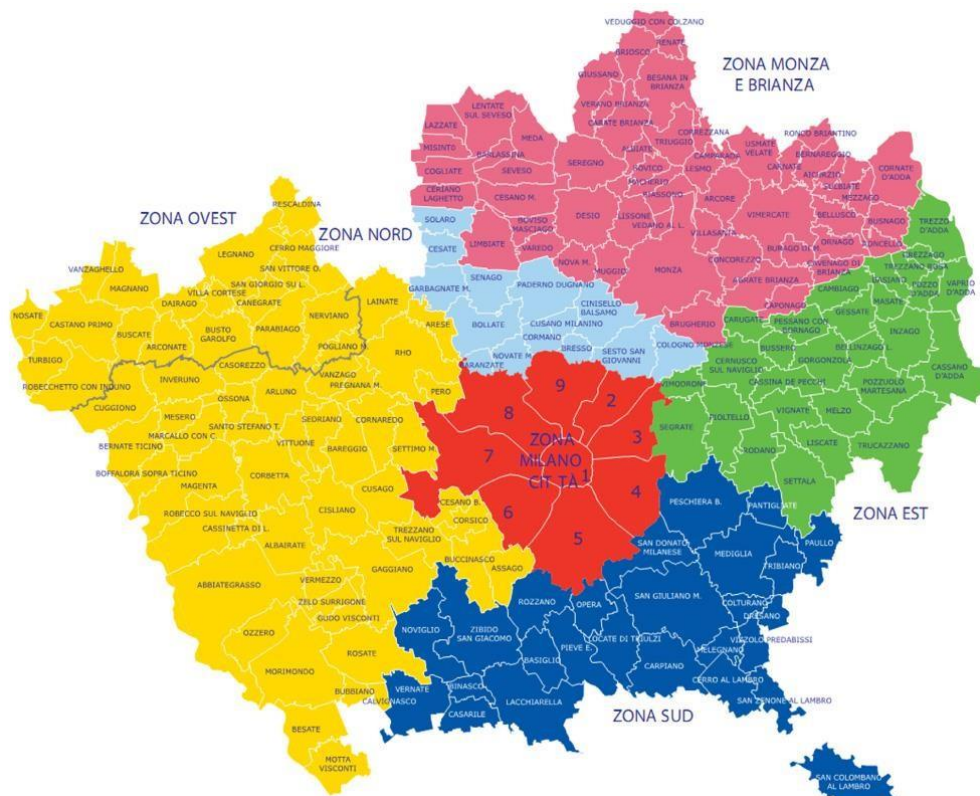 VEDUGGIO CON COLZANO
RENATE
BRIOSCO
ZONA MONZA
E BRIANZA
GIUSSANO
BESANA IN
BRIANZA
VERANO BRIANZA
CARATE BRIANZA
LENTATE
SUL SEVESO
LAZZATE
MEDA
CORREZZANA
RONCO BRIANTINO
USMATE
VELATE
MISINTO
BARLASSINA
ALBIATE
TRIUGGIO
CAMPARADA
BERNAREGGIO
CARNATE
SEREGNO
SOVICO
LESMO
AICURZIO
CORNATE
D'ADDA
COGLIATE
SEVESO
MACHERIO
SULBIATE
CERIANO
LAGHETTO
CESANO M.
BIASSONO
ARCORE
MEZZAGO
RESCALDINA
ZONA OVEST
ZONA NORD
SOLARO
BOVISO
MASCIAGO
DESIO
LISSONE
VEDANO AL L.
VIMERCATE
BELLUSCO
BUSNAGO
TREZZO
D'ADDA
VILLASANTA
LEGNANO
CERRO MAGGIORE
CESATE
LIMBIATE
VAREDO
NOVA M.
MUGGIO
CONCOREZZO
BURAGO DI M.
ORNAGO
RONCELLO
VANZAGHELLO
SAN VITTORE O.
SENAGO
MONZA
AGRATE BRIANZA
CAVENAGO DI
BRIANZA
TREZZANO ROSA
MAGNANO
VILLA CORTESE
SAN GIORGIO SU L.
GARBAGNATE M.
PADERNO DUGNANO
CAMBIAGO
BASIANO
POZZO
D'ADDA
VAPRIO
D'ADDA
DAIRAGO
CANEGRATE
LAINATE
CINISELLO
BALSAMO
CAPONAGO
MASATE
NOSATE
CASTANO PRIMO
NERVIANO
ARESE
BOLLATE
CUSANO MILANINO
BRUGHERIO
CARUGATE
PESSANO CON
BORNAGO
GESSATE
INZAGO
BUSCATE
BUSTO
GAROLFO
PARABIAGO
CORMANO
TURBIGO
ARCONATE
POGLIANO M.
RHO
NOVATE M.
BRESSO
SESTO SAN
GIOVANNI
COLOGNO MONZESE
BUSSERO
BELLINZAGO L.
CASOREZZO
VANZAGO
BARANZATE
CERNUSCO
SUL NAVIGLIO
GORGONZOLA
CASSANO
D'ADDA
ROBECCHETTO CON INDUNO
INVERUNO
PREGNANA M.
PERO
9
VIMODRONE
CASSINA DE PECCHI
POZZUOLO
MARTESANA
CUGGIONO
OSSONA
ARLUNO
8
2
MESERO
SEDRIANO
CORNAREDO
PIOLTELLO
VIGNATE
MELZO
BERNATE TICINO
MARCALLO CON C.
SANTO STEFANO T.
VITTUONE
SETTIMO M.
ZONA
MILANO
CITTÀ
3
SEGRATE
RODANO
LISCATE
TRUCAZZANO
BAREGGIO
7
BOFFALORA SOPRA TICINO
CORBETTA
1
SETTALA
MAGENTA
CUSAGO
4
PESCHIERA B.
PANTIGLIATE
ZONA EST
ROBECCO SUL NAVIGLIO
CISLIANO
CESANO B.
6
CASSINETTA DI L.
CORSICO
TREZZANO
SUL NAVIGLIO
5
SAN DONATO
MILANESE
MEDIGLIA
PAULLO
ALBAIRATE
BUCCINASCO
ASSAGO
TRIBIANO
ABBIATEGRASSO
GAGGIANO
VERMEZZO
ZELO SURRIGONE
SAN GIULIANO M.
COLTURANO
GUDO VISCONTI
ROZZANO
OPERA
DRESANO
OZZERO
NOVIGLIO
ZIBIDO
SAN GIACOMO
LOCATE DI TRIULZI
VIZZOLO PREDABISSI
MELEGNANO
ROSATE
BASIGLIO
PIEVE E.
CARPIANO
CERRO AL LAMBRO
MORIMONDO
BUBBIANO
CALVIGNASCO
VERNATE
BINASCO
LACCHIARELLA
SAN ZENONE AL LAMBRO
CASARILE
ZONA SUD
BESATE
MOTTA
VISCONTI
SAN COLOMBANO
AL LAMBRO